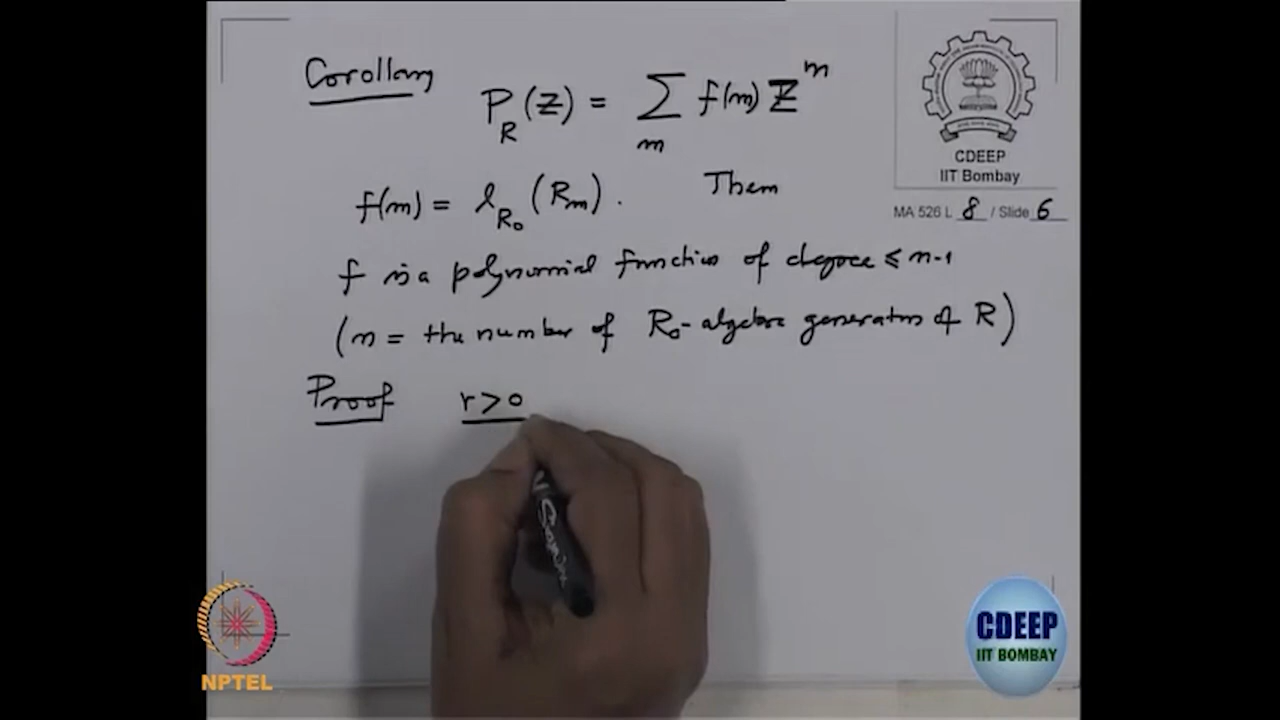 Corollary P_R(Z) = ∑_m f(m) Z^m
f(m) = l_{R_0}(R_m). Then
f is a polynomial function of degree ≤ n-1
(n = the number of R_0-algebra generators of R)
Proof r>0
CDEEP
IIT Bombay
MA 526 L 8 / Slide 6
NPTEL
CDEEP
IIT BOMBAY